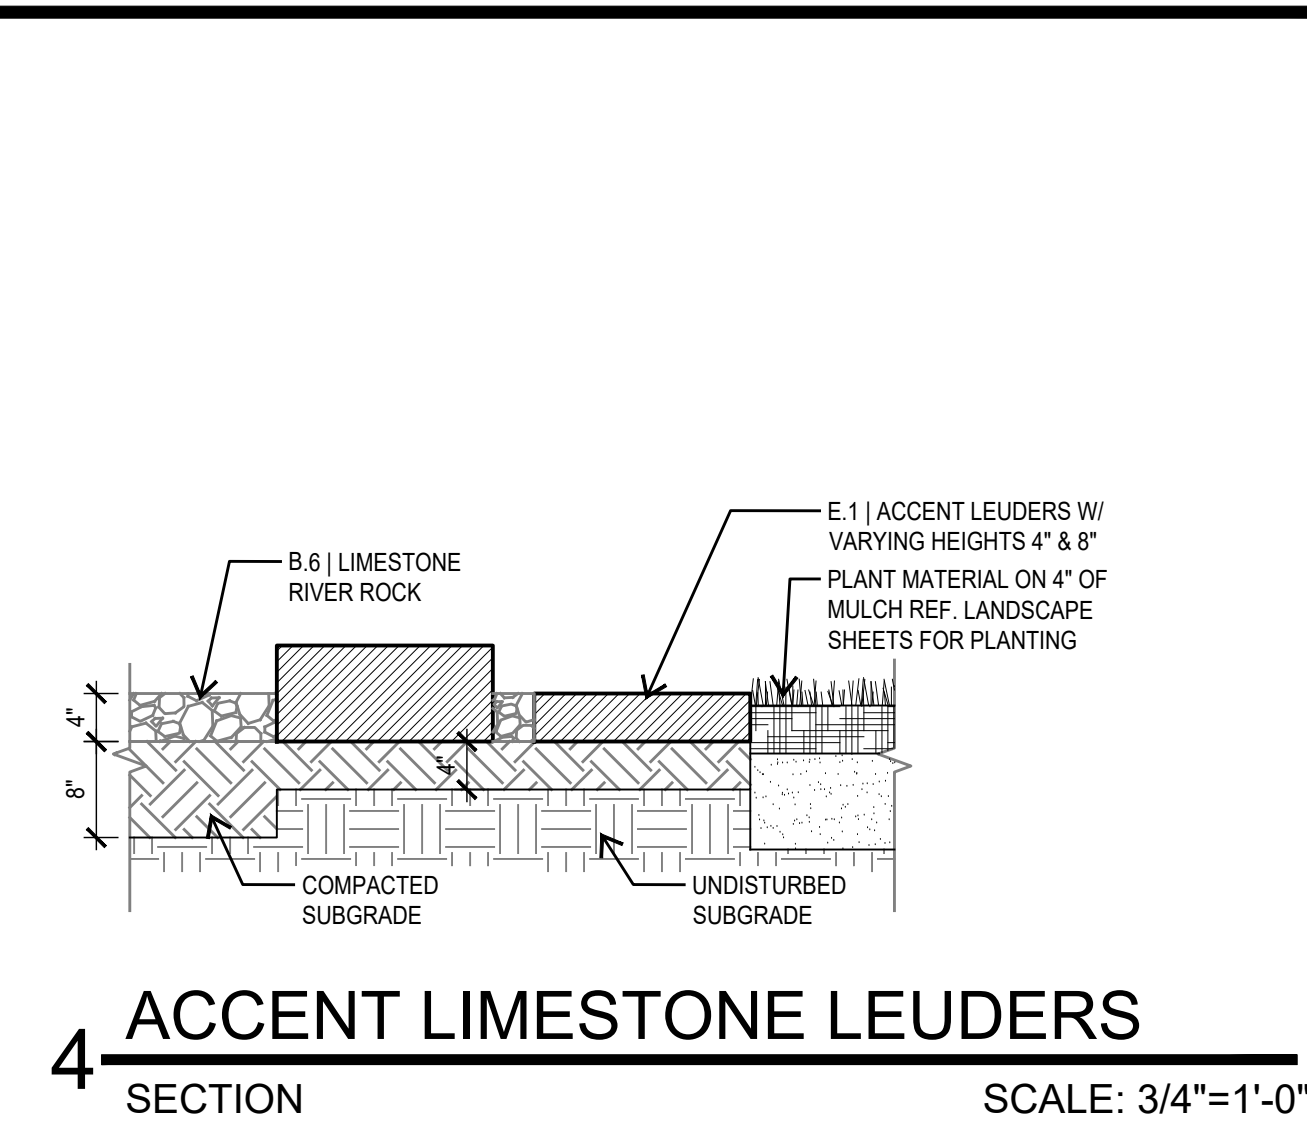 E.1 | ACCENT LEUDERS W/
VARYING HEIGHTS 4" & 8"
B.6 | LIMESTONE
RIVER ROCK
PLANT MATERIAL ON 4" OF
MULCH REF. LANDSCAPE
SHEETS FOR PLANTING
4"
8"
4"
COMPACTED
SUBGRADE
UNDISTURBED
SUBGRADE
4
ACCENT LIMESTONE LEUDERS
SECTION
SCALE: 3/4"=1'-0"